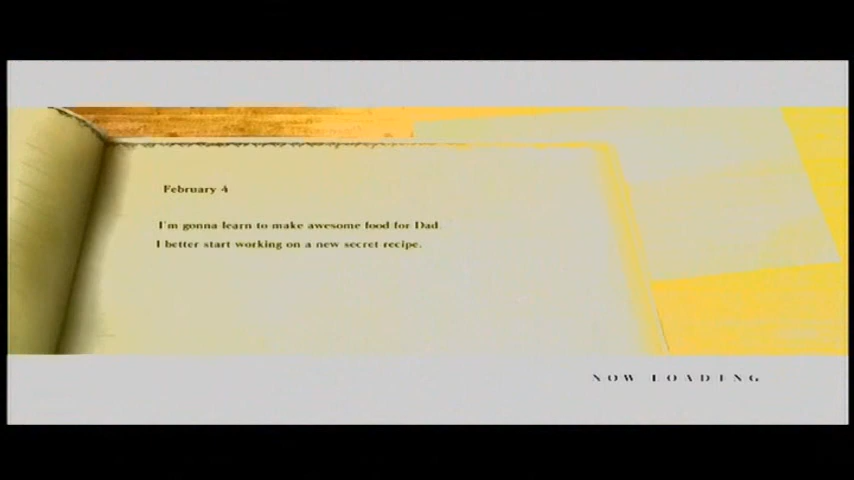 February 4
I'm gonna learn to make awesome food for Dad.
I better start working on a new secret recipe.
NOW LOADING